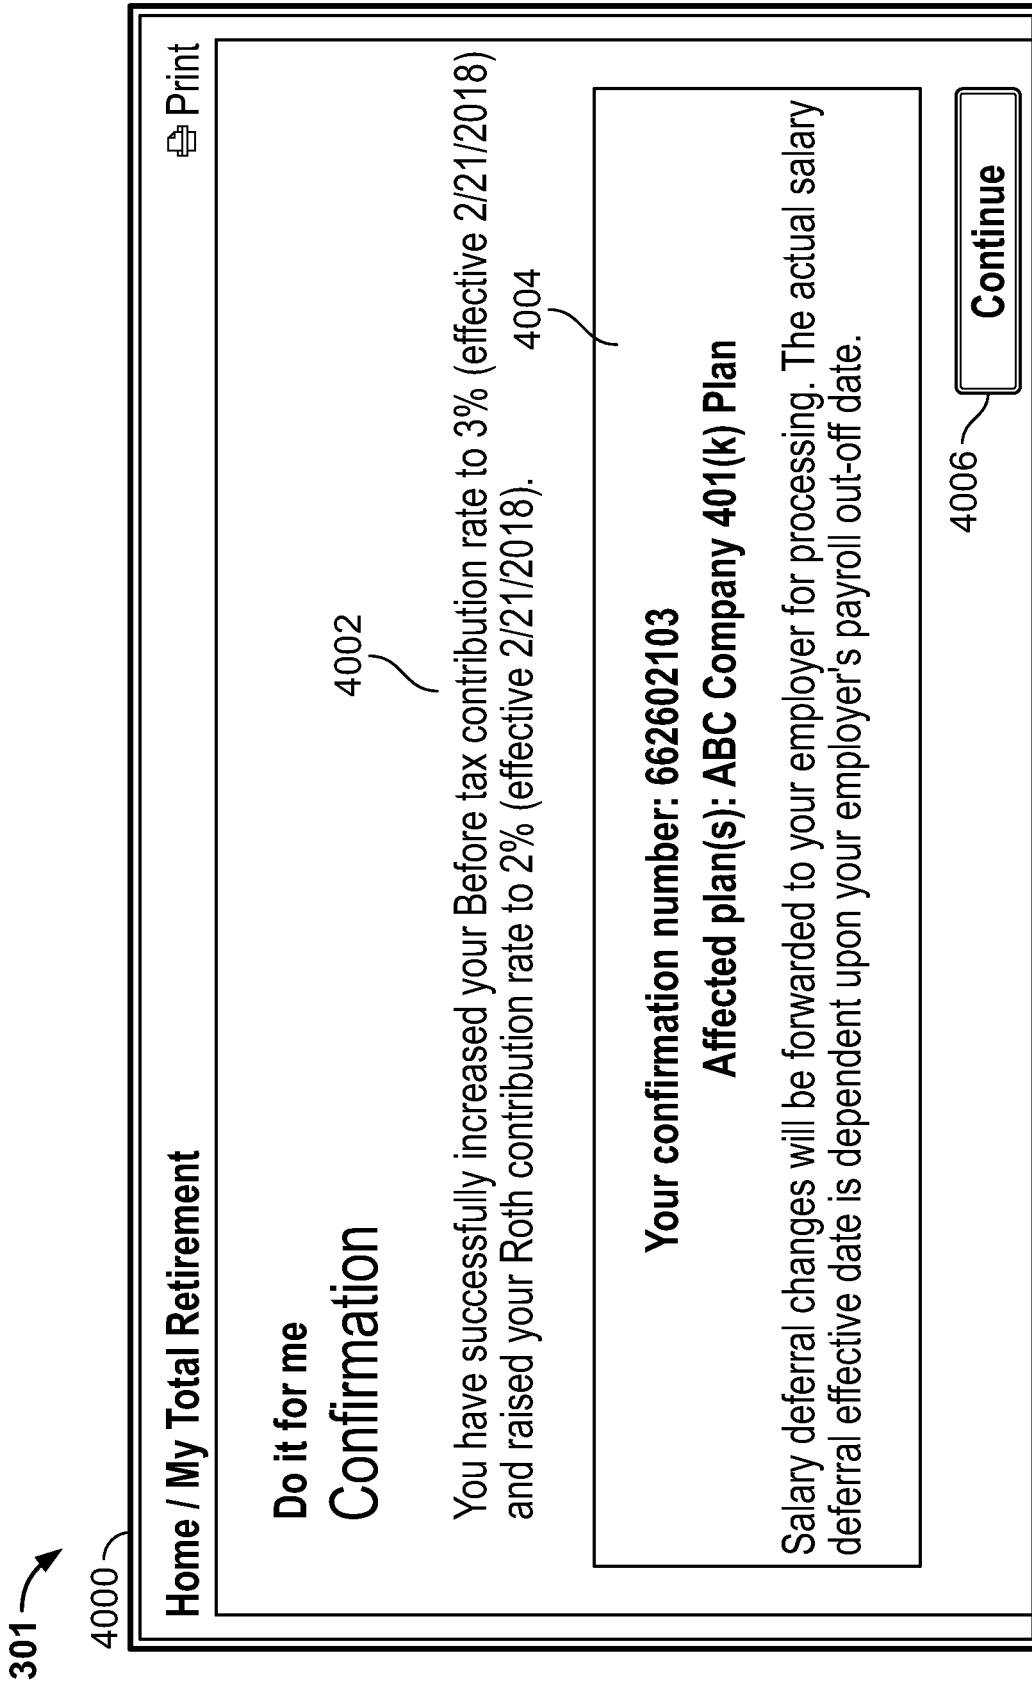 301
4000
Home / My Total Retirement
Print
Do it for me
Confirmation
4002
You have successfully increased your Before tax contribution rate to 3% (effective 2/21/2018)
and raised your Roth contribution rate to 2% (effective 2/21/2018).
4004
Your confirmation number: 662602103
Affected plan(s): ABC Company 401(k) Plan
Salary deferral changes will be forwarded to your employer for processing. The actual salary
deferral effective date is dependent upon your employer's payroll out-off date.
4006
Continue